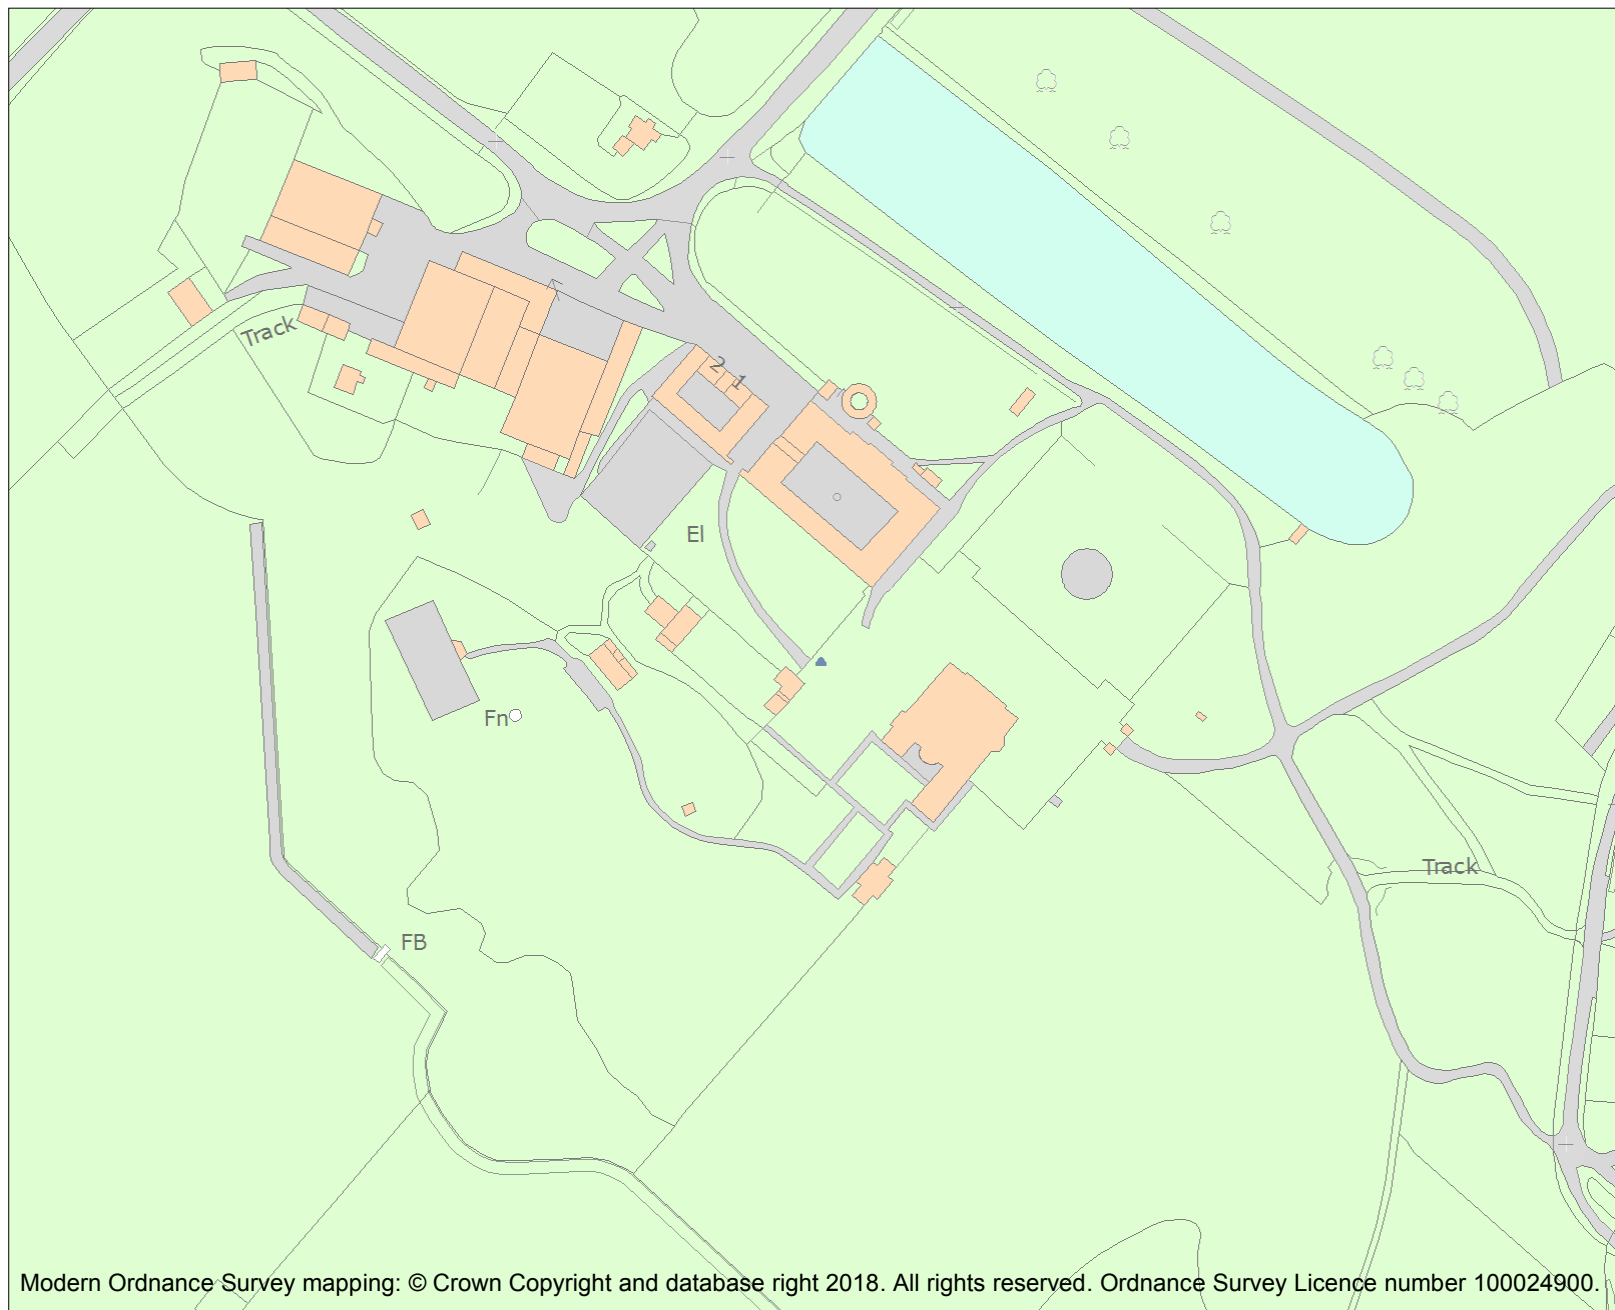 Track
2
1
El
Fn
FB
Track
Modern Ordnance Survey mapping: © Crown Copyright and database right 2018. All rights reserved. Ordnance Survey Licence number 100024900.